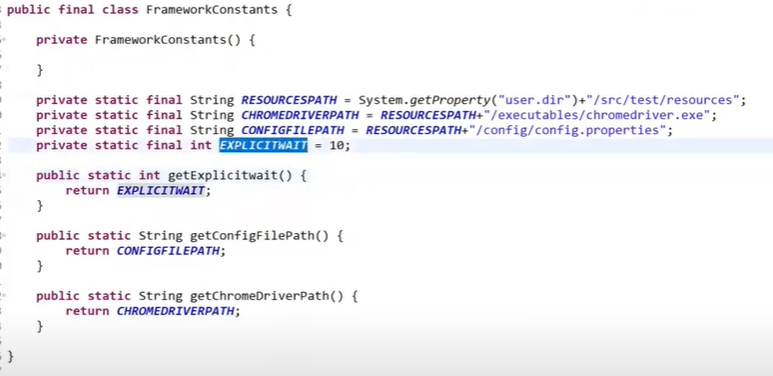 public final class FrameworkConstants {
private FrameworkConstants() {
}
private static final String RESOURCESPATH = System.getProperty("user.dir")+"/src/test/resources";
private static final String CHROMEDRIVERPATH = RESOURCESPATH+"/executables/chromedriver.exe";
private static final String CONFIGFILEPATH = RESOURCESPATH+"/config/config.properties";
private static final int EXPLICITWAIT = 10;
public static int getExplicitwait() {
return EXPLICITWAIT;
}
public static String getConfigFilePath() {
return CONFIGFILEPATH;
}
public static String getChromeDriverPath() {
return CHROMEDRIVERPATH;
}
}